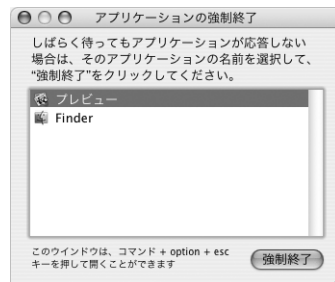 アプリケーションの強制終了
しばらく待ってもアプリケーションが応答しない
場合は、そのアプリケーションの名前を選択して、
“強制終了”をクリックしてください。
プレビュー
Finder
このウインドウは、コマンド + option + esc
キーを押して開くことができます
強制終了